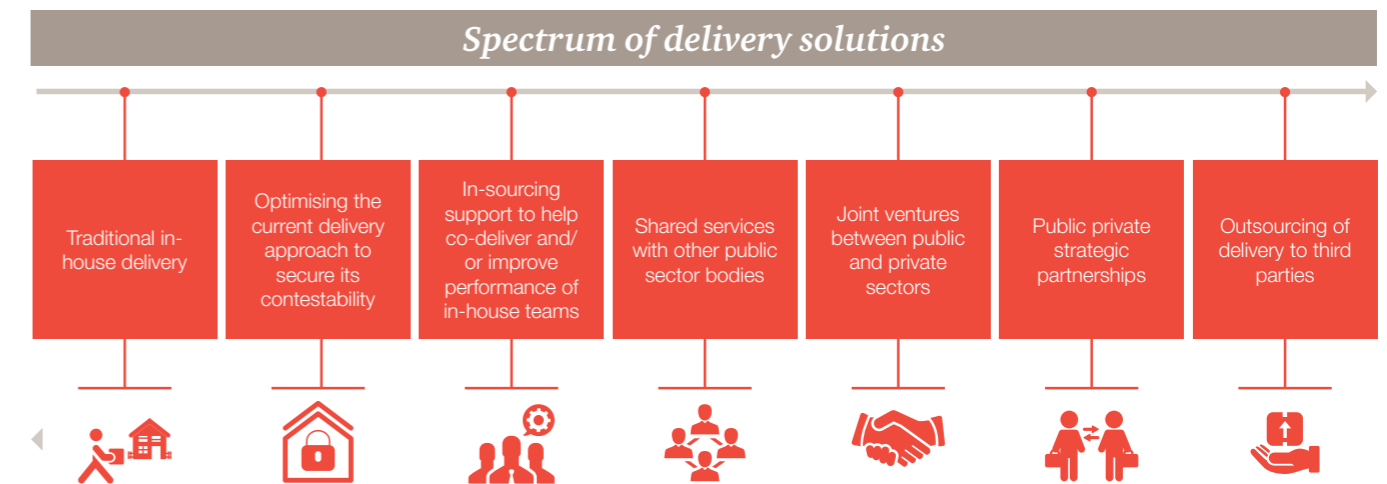 Spectrum of delivery solutions
Traditional in-
house delivery
Optimising the
current delivery
approach to
secure its
contestability
In-sourcing
support to help
co-deliver and/
or improve
performance of
in-house teams
Shared services
with other public
sector bodies
Joint ventures
between public
and private
sectors
Public private
strategic
partnerships
Outsourcing of
delivery to third
parties